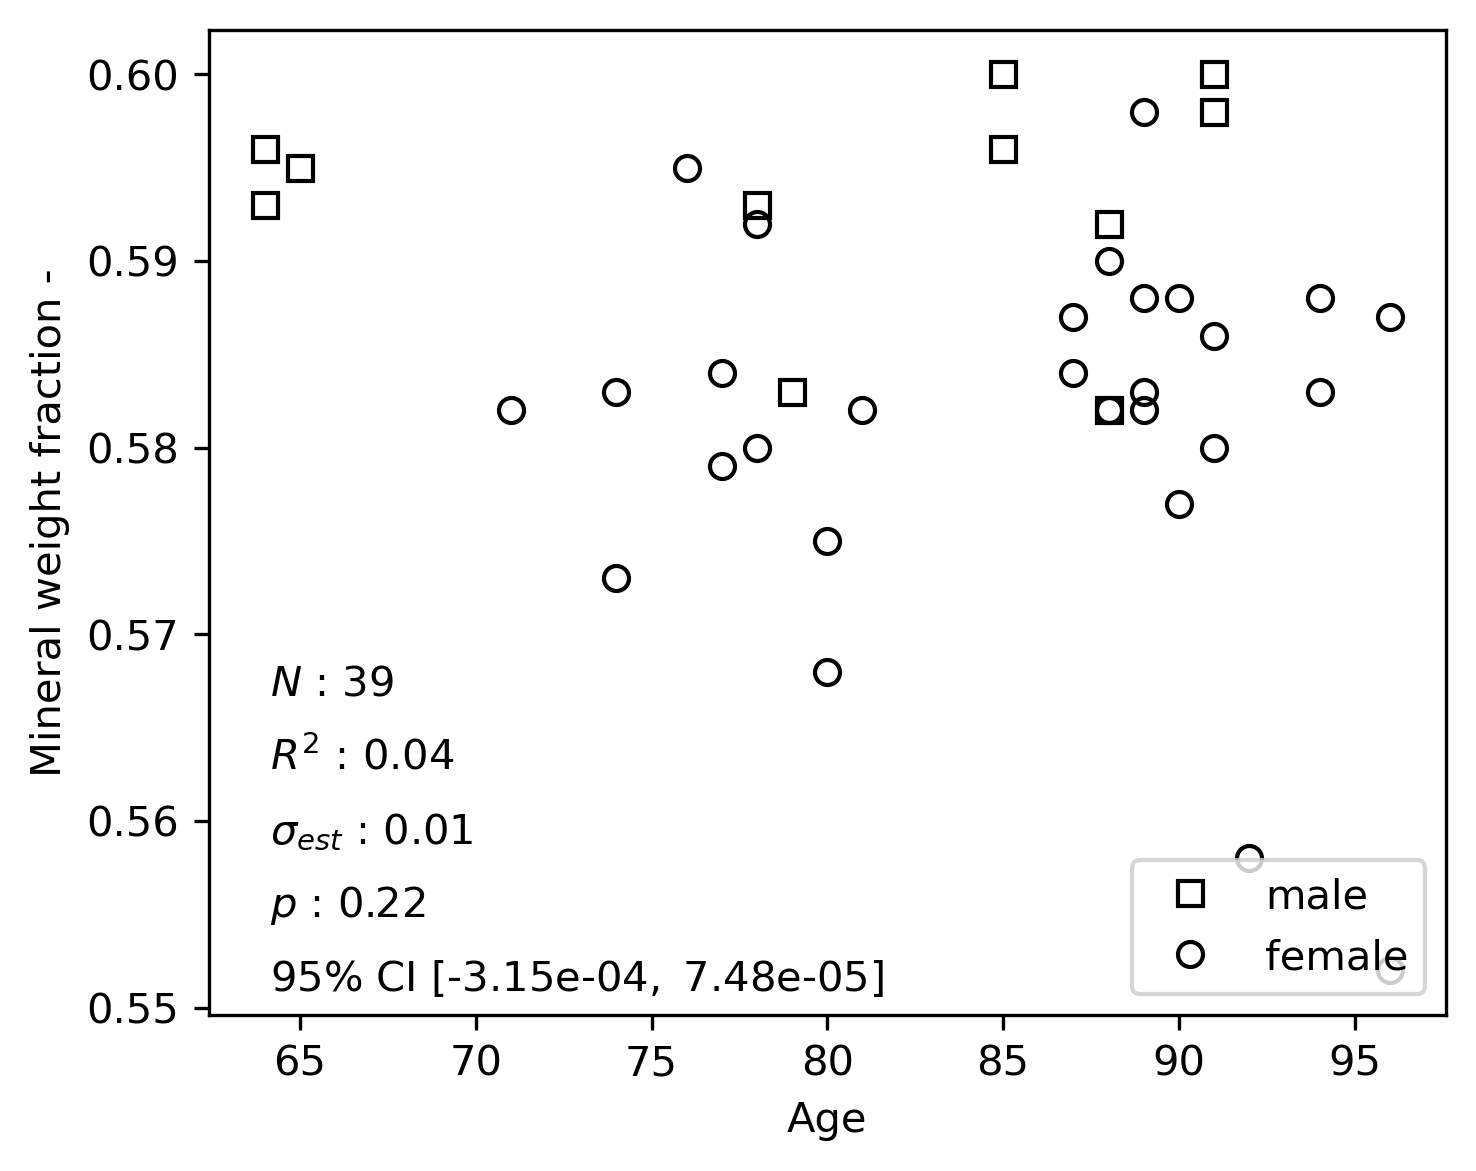 0.60
0.59
0.58
0.57
0.56
0.55
Mineral weight fraction -
N : 39
R² : 0.04
σ_est : 0.01
p : 0.22
95% CI [-3.15e-04, 7.48e-05]
male
female
65 70 75 80 85 90 95
Age